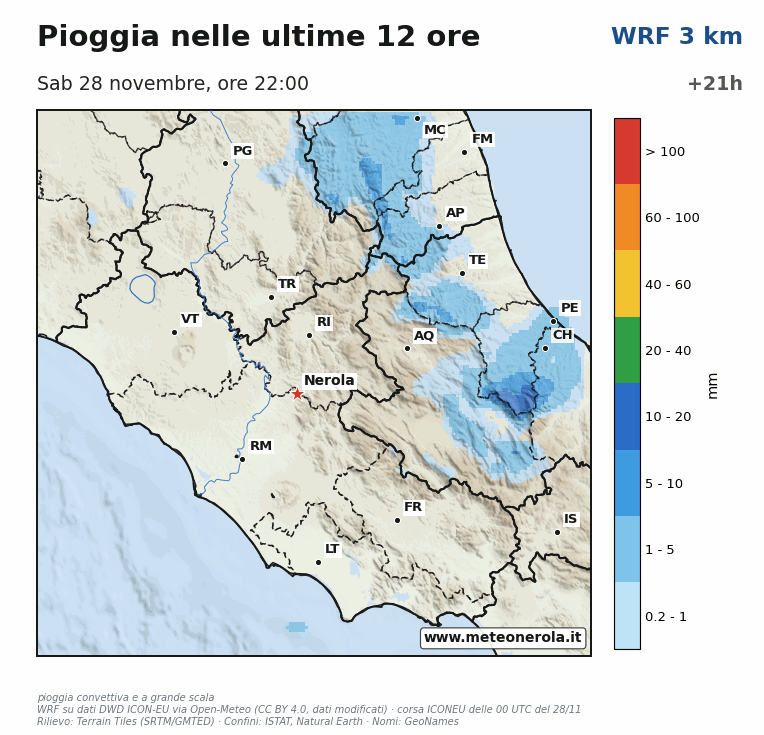 Pioggia nelle ultime 12 ore
WRF 3 km
Sab 28 novembre, ore 22:00
+21h
MC
FM
PG
AP
TE
TR
PE
VT
RI
AQ
CH
Nerola
RM
FR
IS
LT
www.meteonerola.it
> 100
60 - 100
40 - 60
20 - 40
10 - 20
5 - 10
1 - 5
0.2 - 1
mm
pioggia convettiva e a grande scala
WRF su dati DWD ICON-EU via Open-Meteo (CC BY 4.0, dati modificati) · corsa ICONEU delle 00 UTC del 28/11
Rilievo: Terrain Tiles (SRTM/GMTED) · Confini: ISTAT, Natural Earth · Nomi: GeoNames